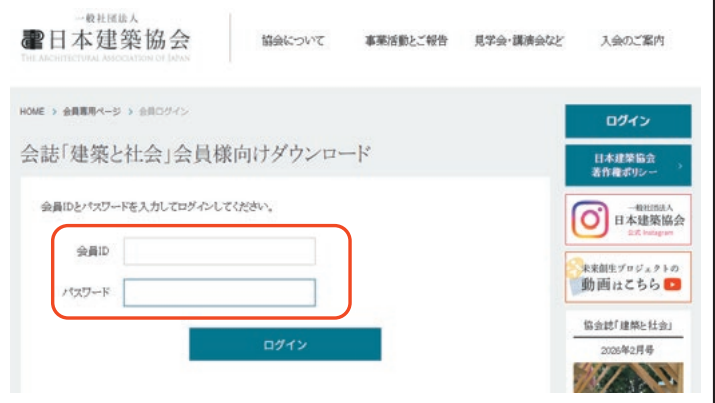 一般社団法人
日本建築協会
THE ARCHITECTURAL ASSOCIATION OF JAPAN
協会について 事業活動とご報告 見学会・講演会など 入会のご案内
HOME > 会員専用ページ > 会員ログイン
会誌「建築と社会」会員様向けダウンロード
会員IDとパスワードを入力してログインしてください。
会員ID
パスワード
ログイン
ログイン
日本建築協会
著作権ポリシー
一般社団法人
日本建築協会
公式 Instagram
未来創生プロジェクトの
動画はこちら
協会誌「建築と社会」
2026年2月号